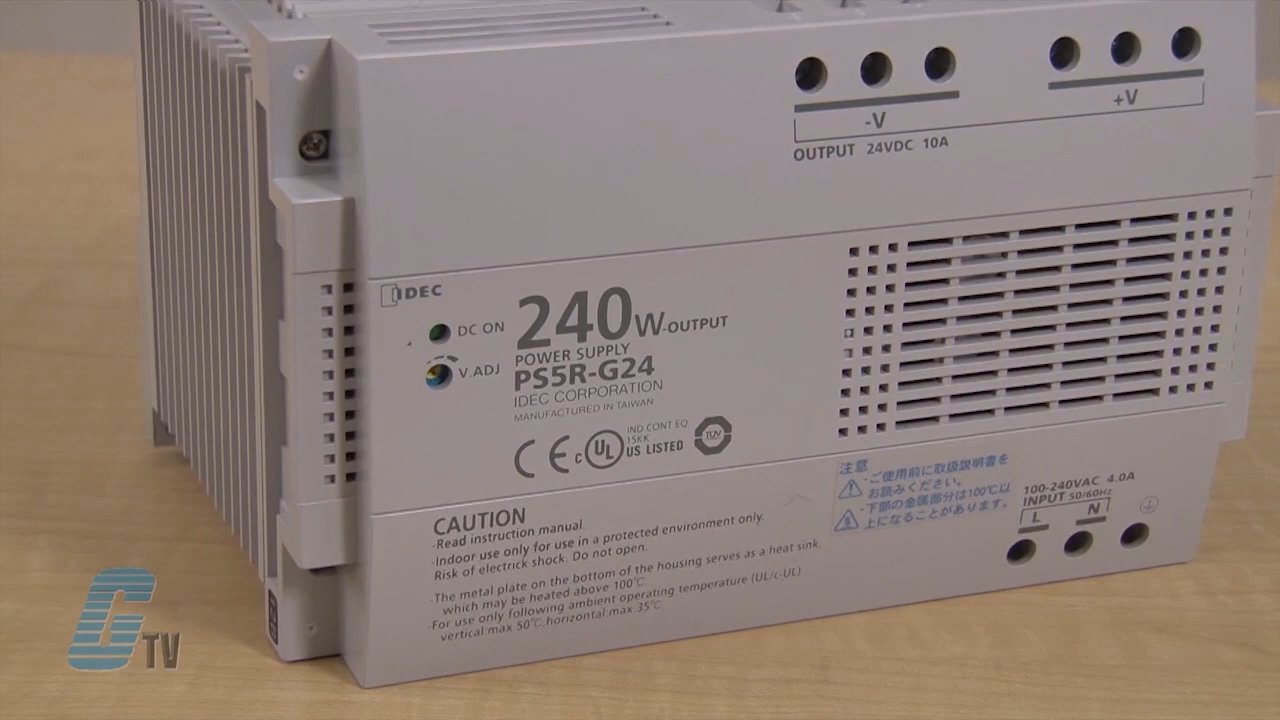 -V
+V
OUTPUT 24VDC 10A
IDEC
DC ON
V.ADJ
240W-OUTPUT
POWER SUPPLY
PS5R-G24
IDEC CORPORATION
MANUFACTURED IN TAIWAN
CE
C UL US LISTED
IND.CONT.EQ.
15KK
TUV
CAUTION
-Read instruction manual.
-Indoor use only for use in a protected environment only.
Risk of electrick shock. Do not open.
-The metal plate on the bottom of the housing serves as a heat sink,
which may be heated above 100℃.
-For use only following ambient operating temperature (UL/c-UL)
vertical:max.50℃,horizontal:max.35℃
注意
・ご使用前に取扱説明書を
お読みください。
・下部の金属部分は100℃以
上になることがあります。
100-240VAC 4.0A
INPUT 50/60Hz
L N
C TV